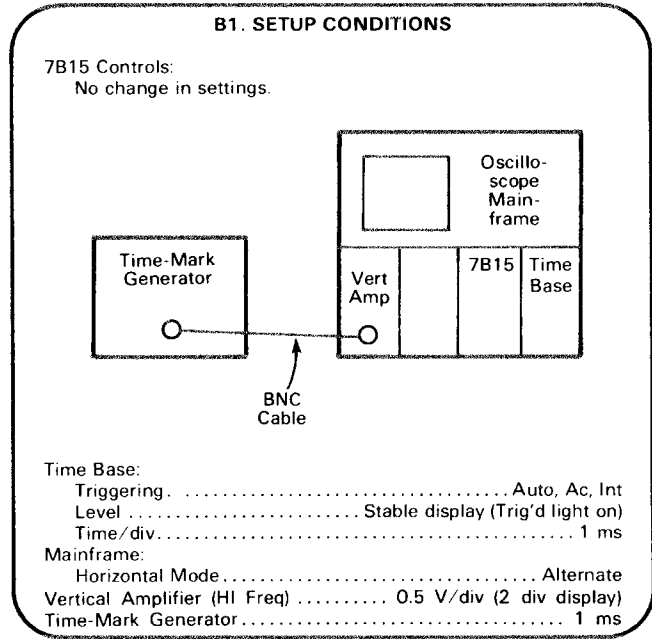 B1. SETUP CONDITIONS
7B15 Controls:
No change in settings.
Oscillo-
scope
Main-
frame
Time-Mark
Generator
Vert
Amp
7B15
Time
Base
BNC
Cable
Time Base:
Triggering. ................................... Auto, Ac, Int
Level ........................ Stable display (Trig'd light on)
Time/div............................................ 1 ms
Mainframe:
Horizontal Mode.............................. Alternate
Vertical Amplifier (HI Freq) .......... 0.5 V/div (2 div display)
Time-Mark Generator.................................. 1 ms